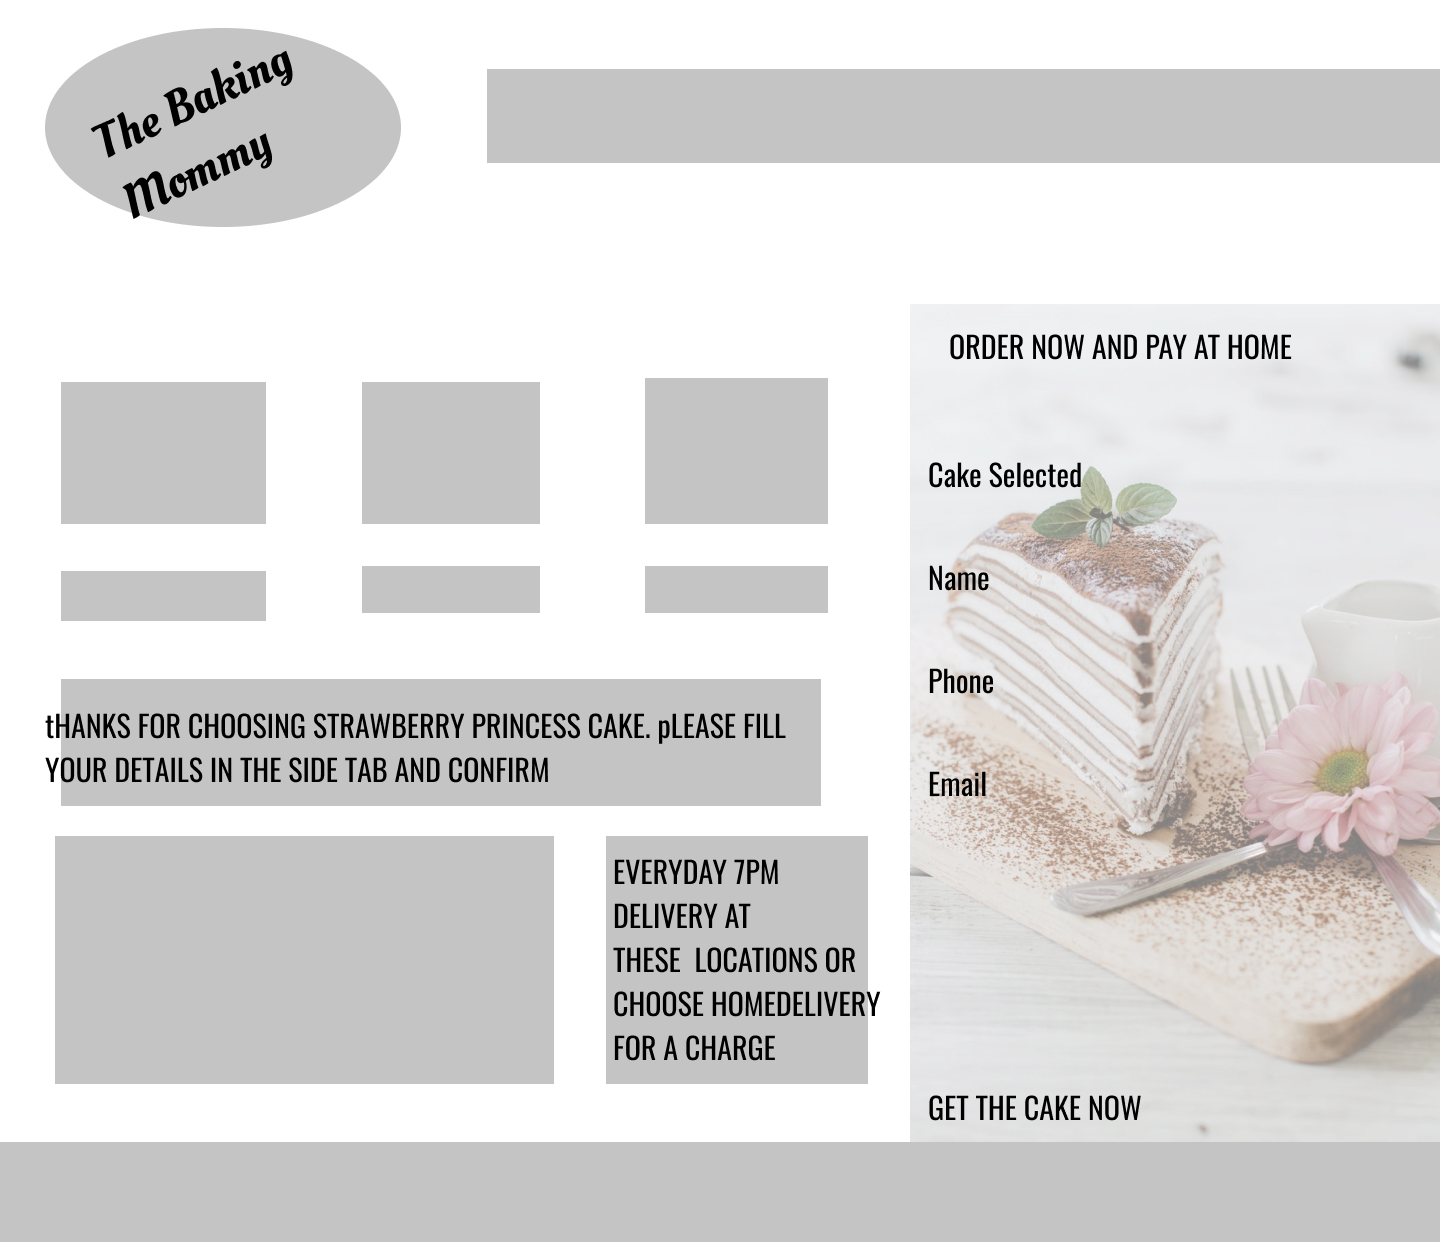 The Baking
Mommy
ORDER NOW AND PAY AT HOME
Cake Selected
Name
Phone
Email
tHANKS FOR CHOOSING STRAWBERRY PRINCESS CAKE. pLEASE FILL
YOUR DETAILS IN THE SIDE TAB AND CONFIRM
EVERYDAY 7PM
DELIVERY AT
THESE  LOCATIONS OR
CHOOSE HOMEDELIVERY
FOR A CHARGE
GET THE CAKE NOW